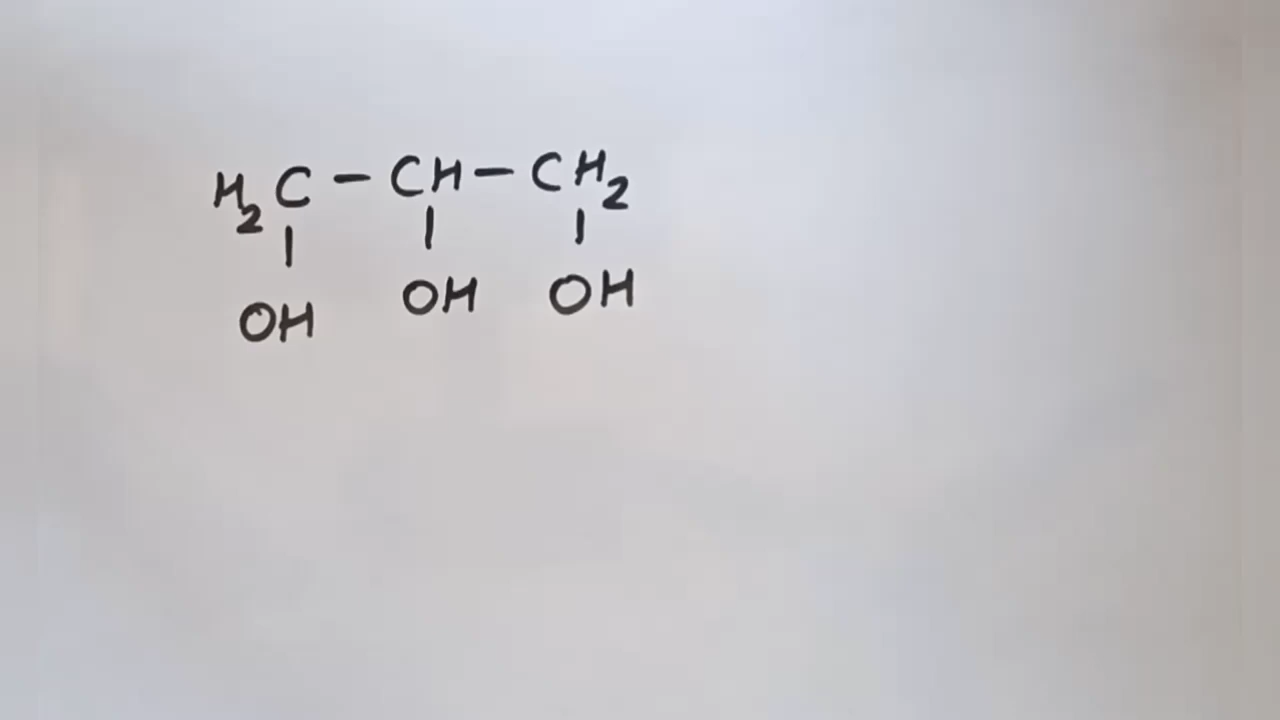 H₂C - CH - CH₂
| | |
OH OH OH